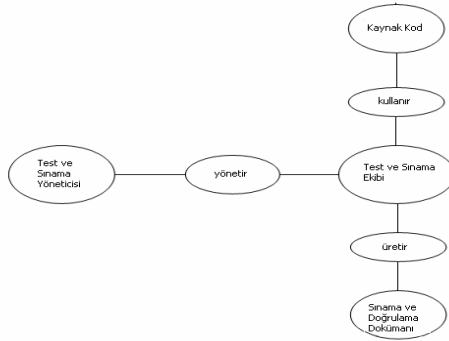 Kaynak Kod
kullanır
Test ve
Sınama
Yöneticisi
yönetir
Test ve Sınama
Ekibi
üretir
Sınama ve
Doğrulama
Dokümanı